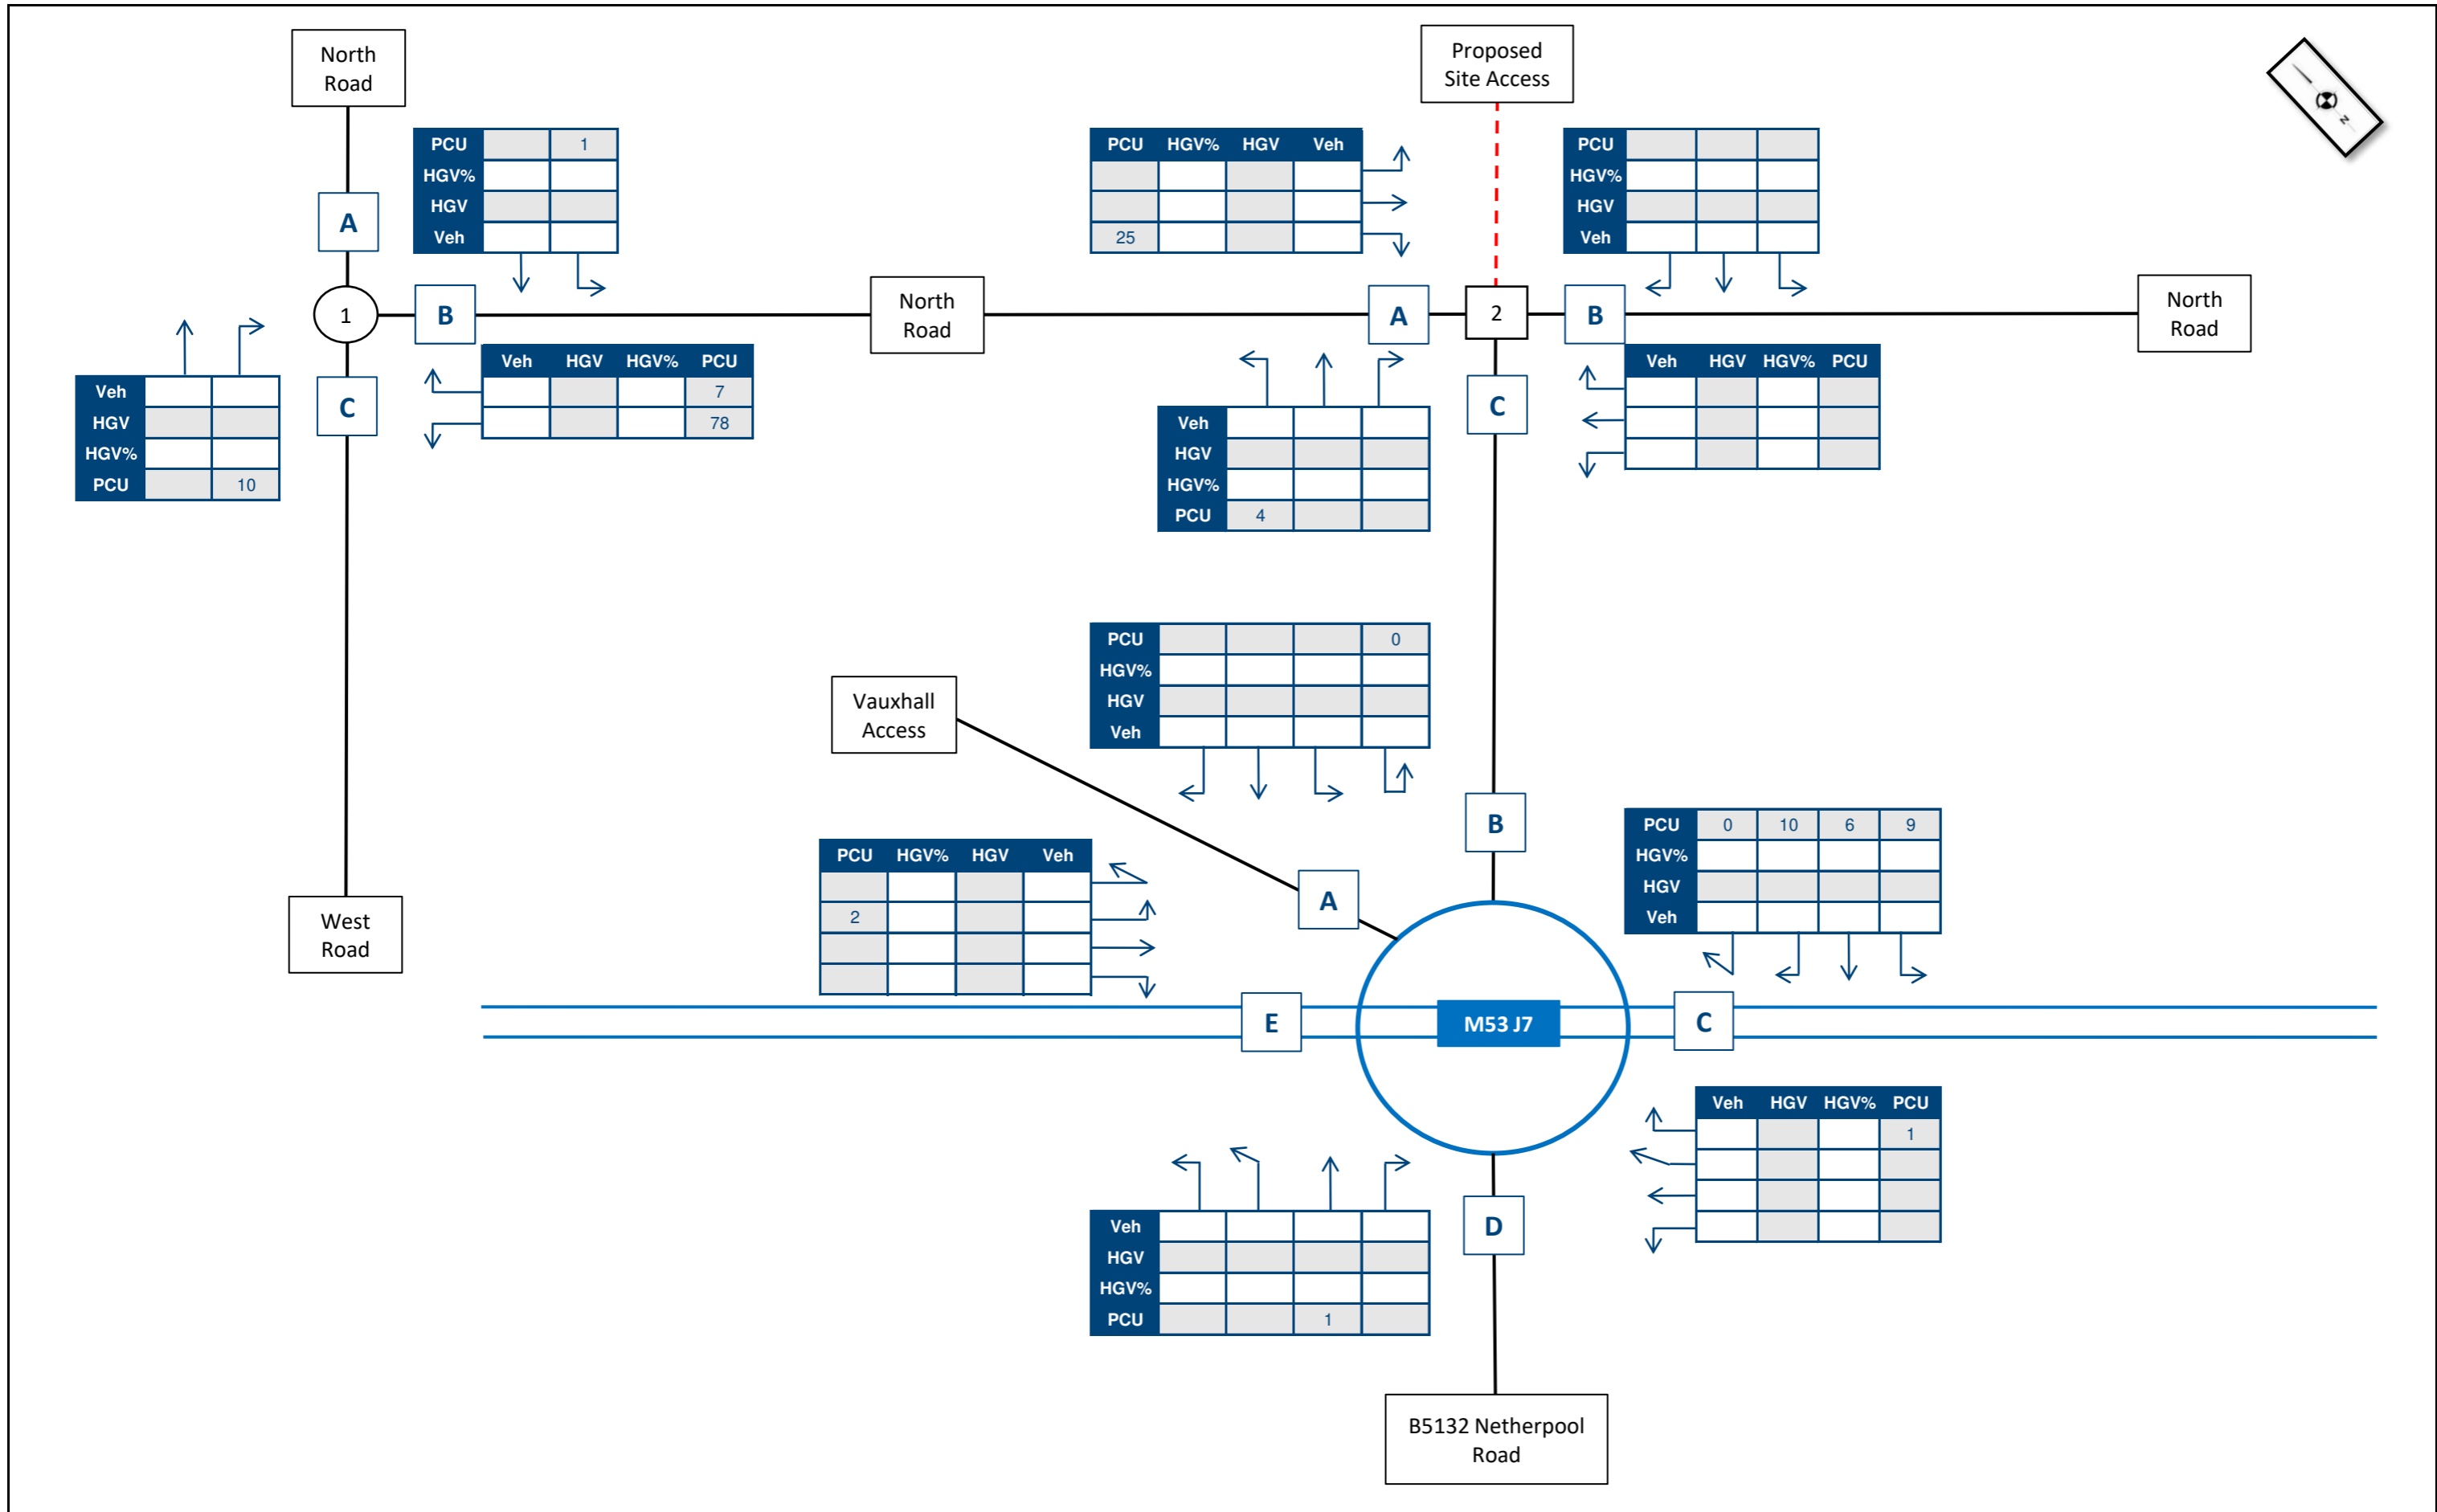 North
Road
Proposed
Site Access
N
PCU 1
HGV%
HGV
Veh
PCU HGV% HGV Veh
25
PCU
HGV%
HGV
Veh
A
1
B
North
Road
A
2
B
North
Road
C
Veh HGV HGV% PCU
7
78
Veh
HGV
HGV%
PCU 10
C
Veh HGV HGV% PCU
Veh
HGV
HGV%
PCU 4
PCU 0
HGV%
HGV
Veh
Vauxhall
Access
B
PCU 0 10 6 9
HGV%
HGV
Veh
PCU HGV% HGV Veh
2
A
West
Road
E
M53 J7
C
Veh HGV HGV% PCU
1
D
Veh
HGV
HGV%
PCU 1
B5132 Netherpool
Road